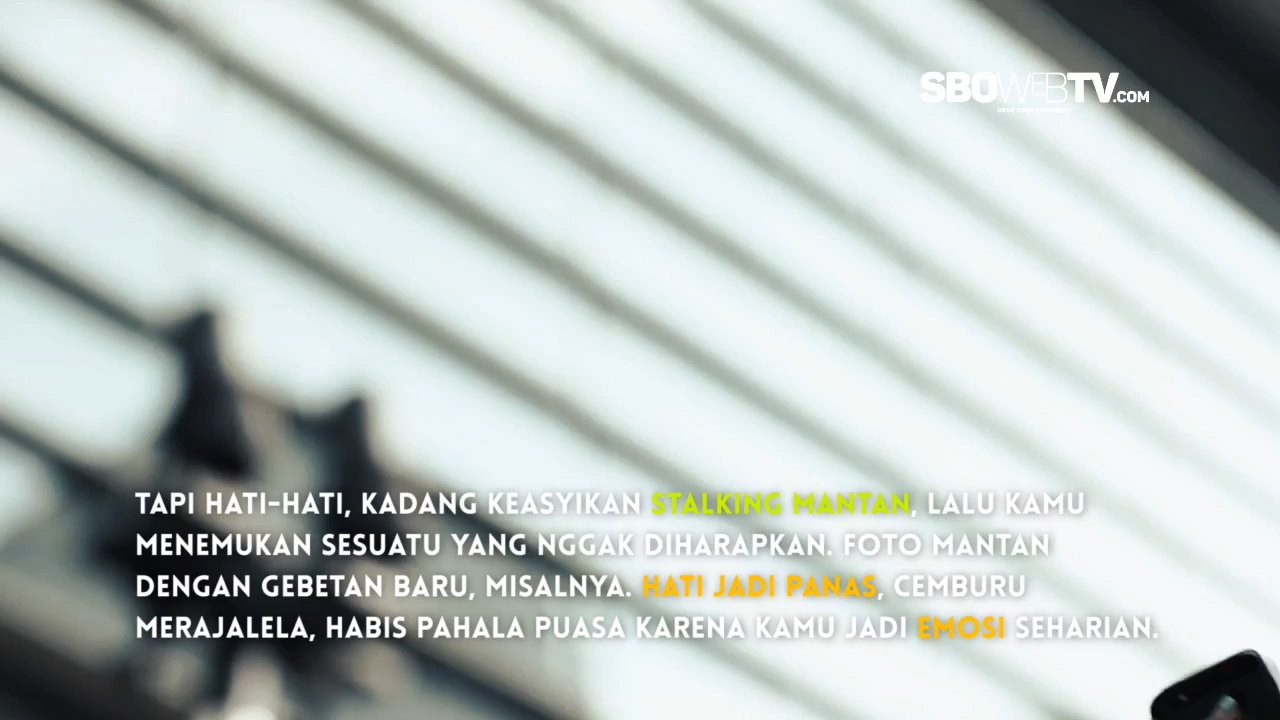 SBOWEBTV.COM
TAPI HATI-HATI, KADANG KEASYIKAN STALKING MANTAN, LALU KAMU
MENEMUKAN SESUATU YANG NGGAK DIHARAPKAN. FOTO MANTAN
DENGAN GEBETAN BARU, MISALNYA. HATI JADI PANAS, CEMBURU
MERAJALELA, HABIS PAHALA PUASA KARENA KAMU JADI EMOSI SEHARIAN.